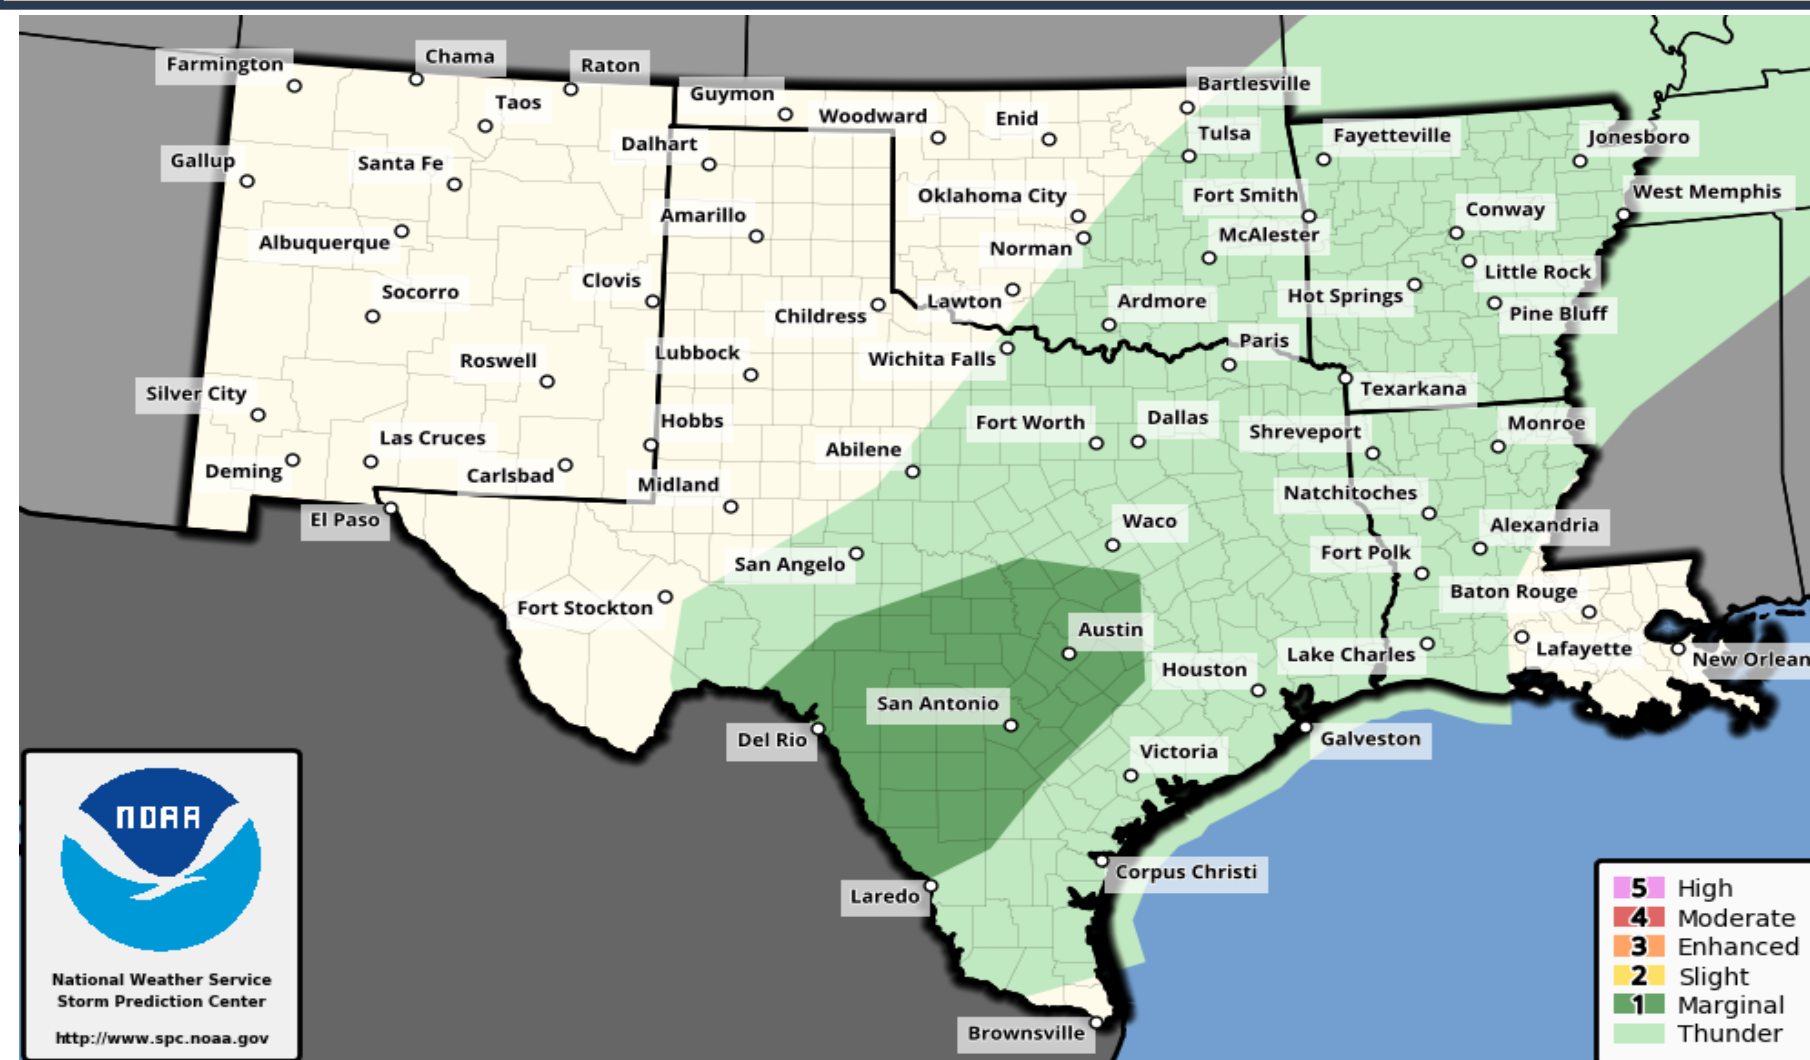 Farmington
Chama
Raton
Taos
Guymon
Woodward
Enid
Bartlesville
Tulsa
Fayetteville
Jonesboro
Gallup
Santa Fe
Dalhart
Oklahoma City
Fort Smith
Conway
West Memphis
Albuquerque
Amarillo
Norman
McAlester
Little Rock
Socorro
Clovis
Childress
Lawton
Ardmore
Hot Springs
Pine Bluff
Roswell
Lubbock
Wichita Falls
Paris
Texarkana
Silver City
Las Cruces
Hobbs
Abilene
Fort Worth
Dallas
Shreveport
Monroe
Deming
Carlsbad
Midland
Natchitoches
El Paso
San Angelo
Waco
Fort Polk
Alexandria
Fort Stockton
Austin
Baton Rouge
Houston
Lake Charles
Lafayette
New Orlean
Del Rio
San Antonio
Victoria
Galveston
Laredo
Corpus Christi
Brownsville
NOAA
National Weather Service
Storm Prediction Center
http://www.spc.noaa.gov
5 High
4 Moderate
3 Enhanced
2 Slight
1 Marginal
Thunder